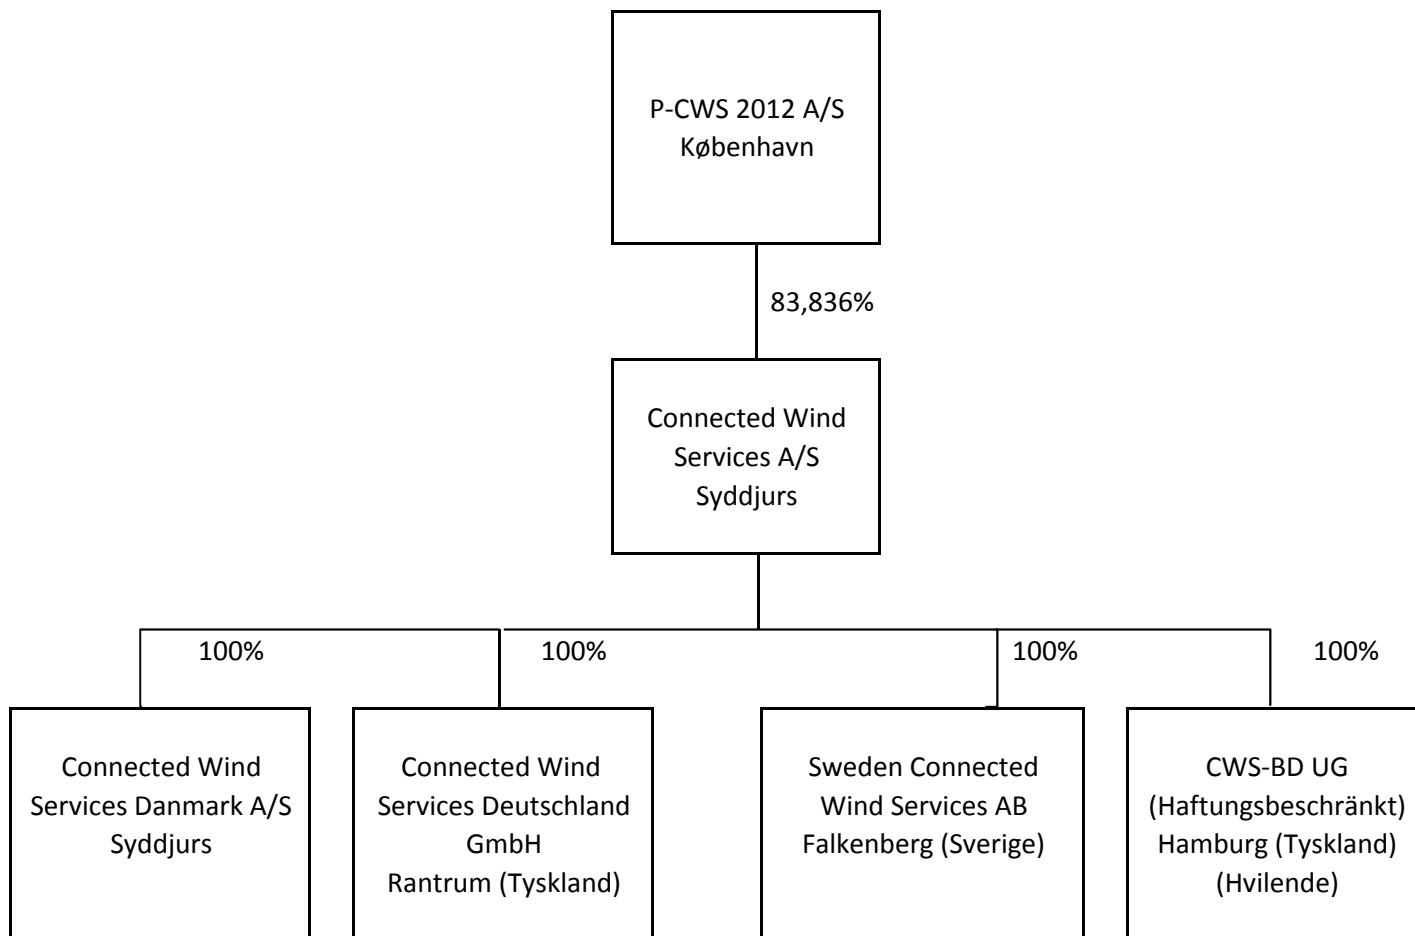 P-CWS 2012 A/S
København
83,836%
Connected Wind
Services A/S
Syddjurs
100%
100%
100%
100%
Connected Wind
Services Danmark A/S
Syddjurs
Connected Wind
Services Deutschland
GmbH
Rantrum (Tyskland)
Sweden Connected
Wind Services AB
Falkenberg (Sverige)
CWS-BD UG
(Haftungsbeschränkt)
Hamburg (Tyskland)
(Hvilende)